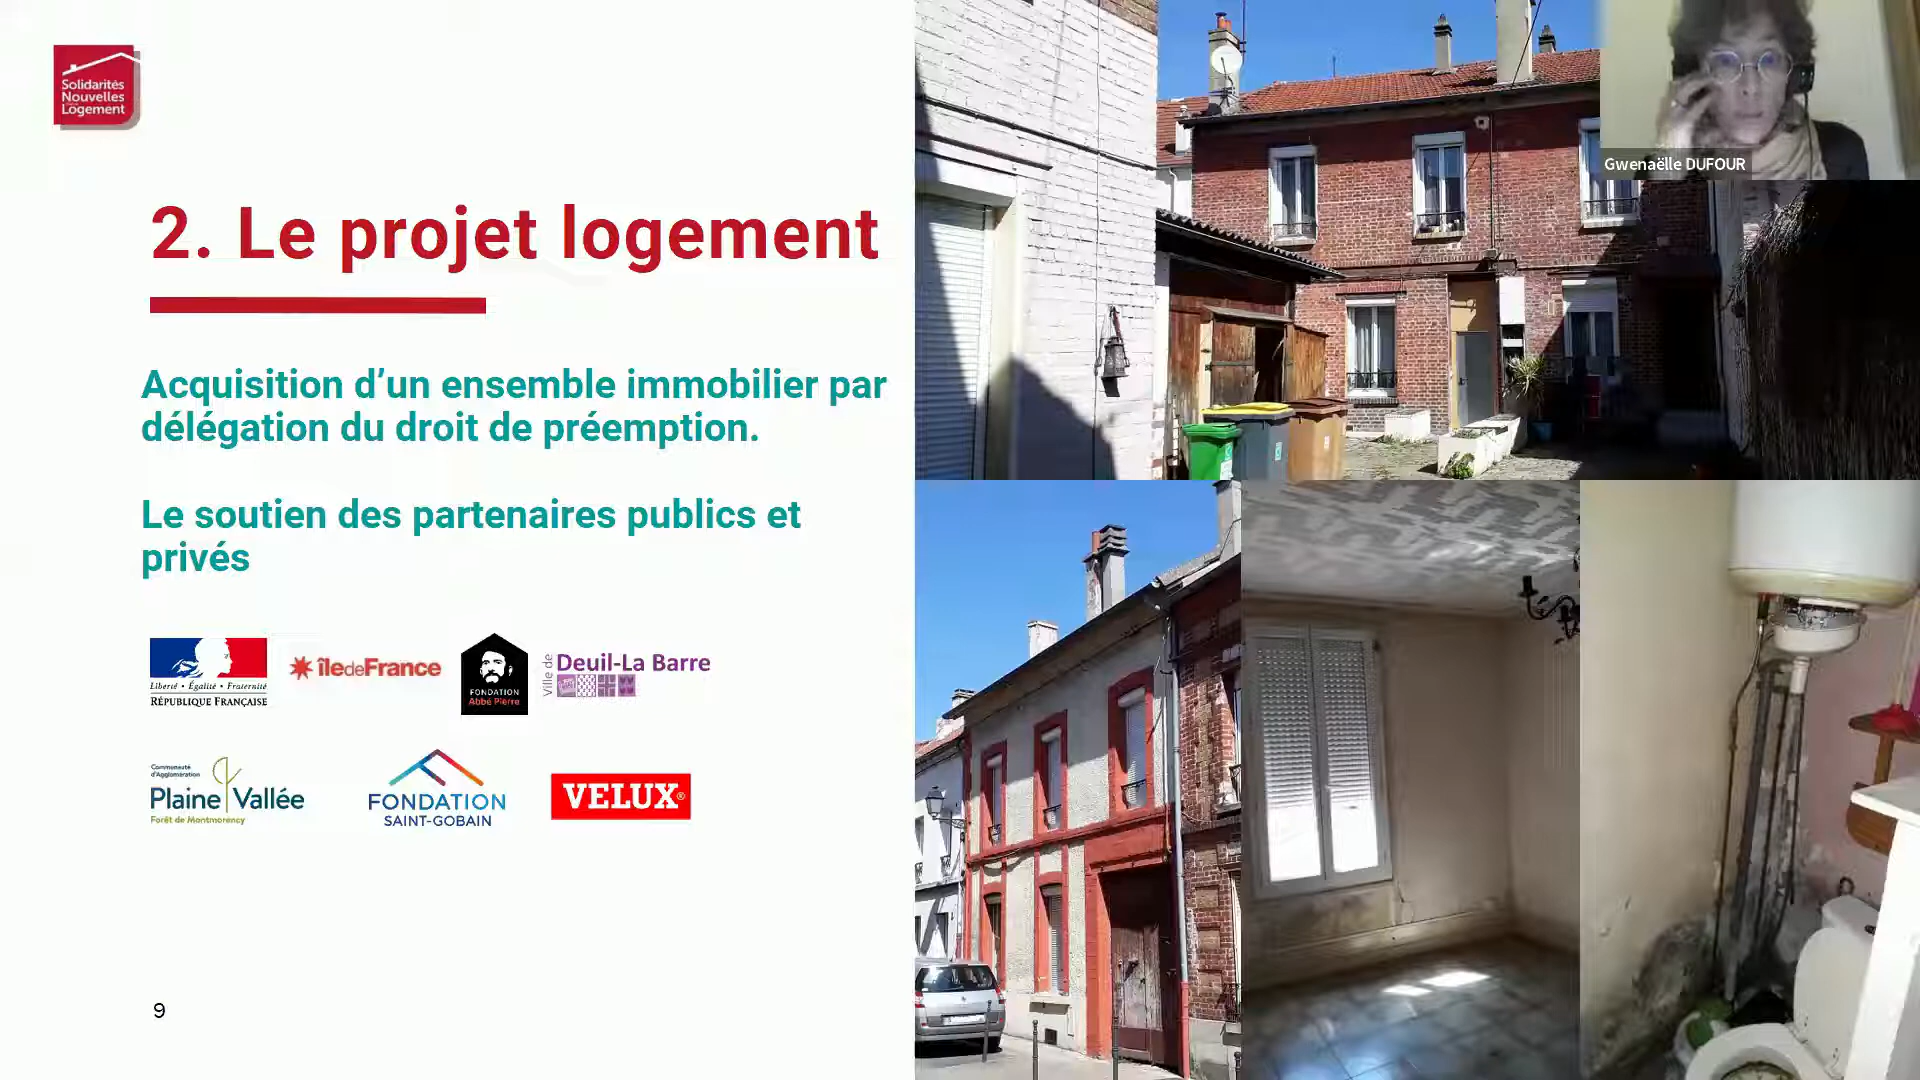 Solidarités
Nouvelles
Logement
Gwenaëlle DUFOUR
2. Le projet logement
Acquisition d’un ensemble immobilier par
délégation du droit de préemption.
Le soutien des partenaires publics et
privés
Liberté • Égalité • Fraternité
RÉPUBLIQUE FRANÇAISE
îledeFrance
FONDATION
Abbé Pierre
Ville de
Deuil-La Barre
Communauté
d'Agglomération
Plaine Vallée
Forêt de Montmorency
FONDATION
SAINT-GOBAIN
VELUX®
9